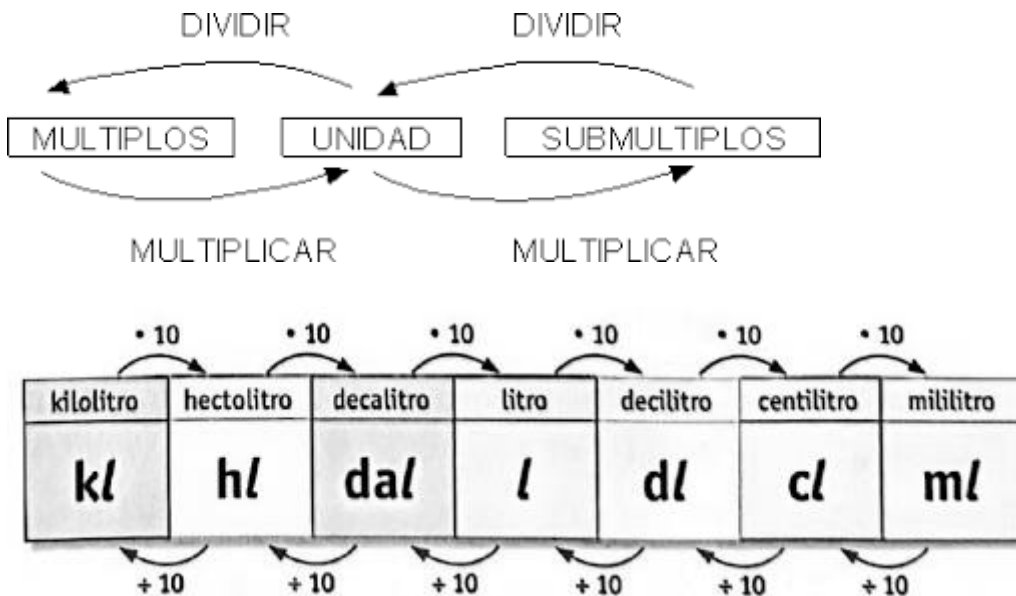 DIVIDIR DIVIDIR
MULTIPLOS UNIDAD SUBMULTIPLOS
MULTIPLICAR MULTIPLICAR
• 10 • 10 • 10 • 10 • 10 • 10
kilolitro hectolitro decalitro litro decilitro centilitro mililitro
kl hl dal l dl cl ml
÷ 10 ÷ 10 ÷ 10 ÷ 10 ÷ 10 ÷ 10